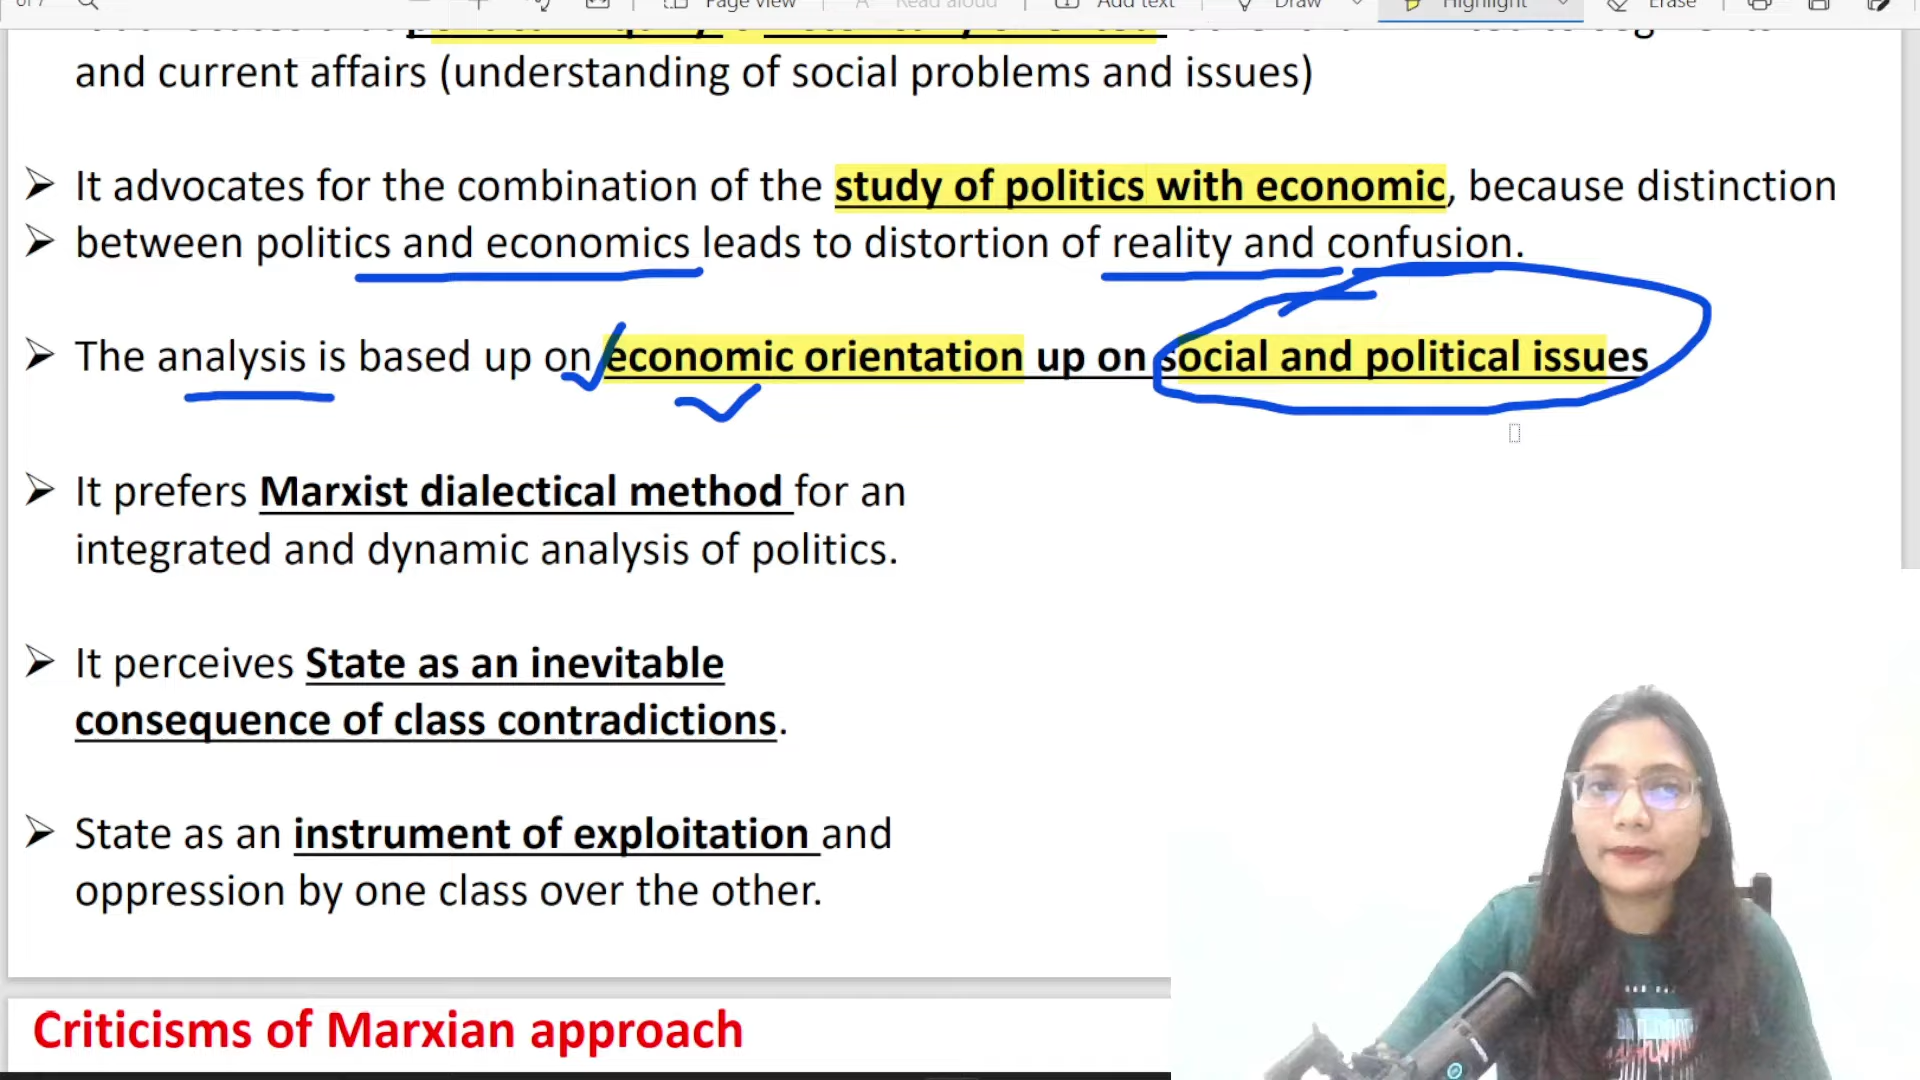 Page view
Read aloud
Add text
Draw
Highlight
Erase
and current affairs (understanding of social problems and issues)
➢ It advocates for the combination of the study of politics with economic, because distinction
➢ between politics and economics leads to distortion of reality and confusion.
➢ The analysis is based up on economic orientation up on social and political issues
➢ It prefers Marxist dialectical method for an
integrated and dynamic analysis of politics.
➢ It perceives State as an inevitable
consequence of class contradictions.
➢ State as an instrument of exploitation and
oppression by one class over the other.
Criticisms of Marxian approach